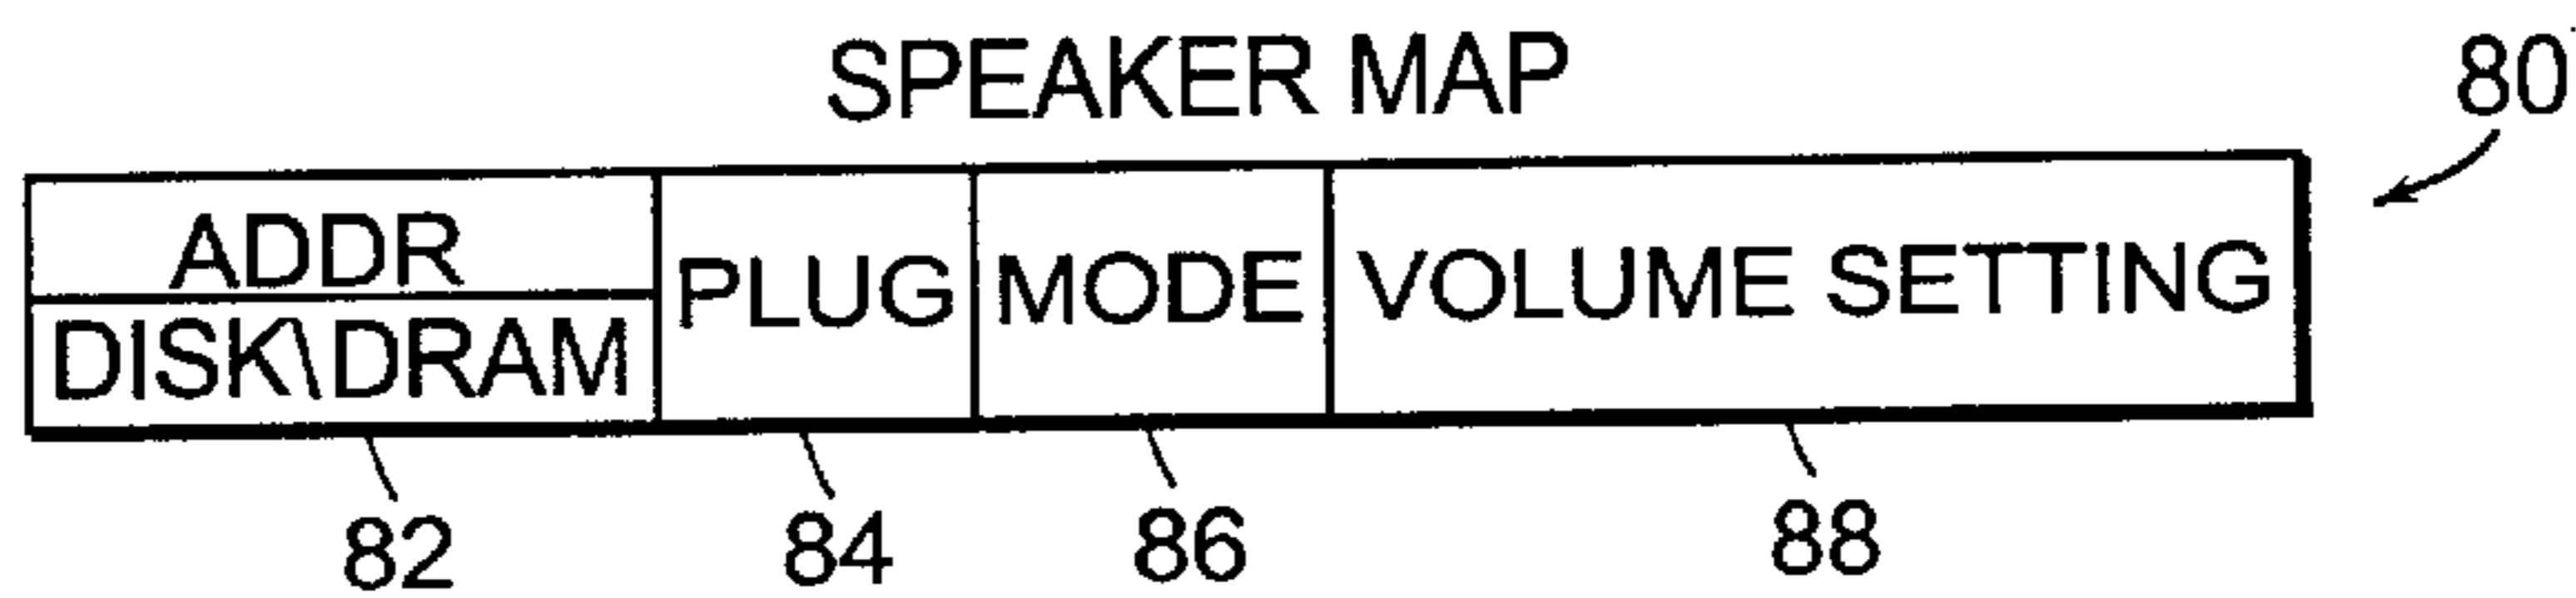 SPEAKER MAP
80
ADDR
DISK\DRAM
PLUG
MODE
VOLUME SETTING
82
84
86
88